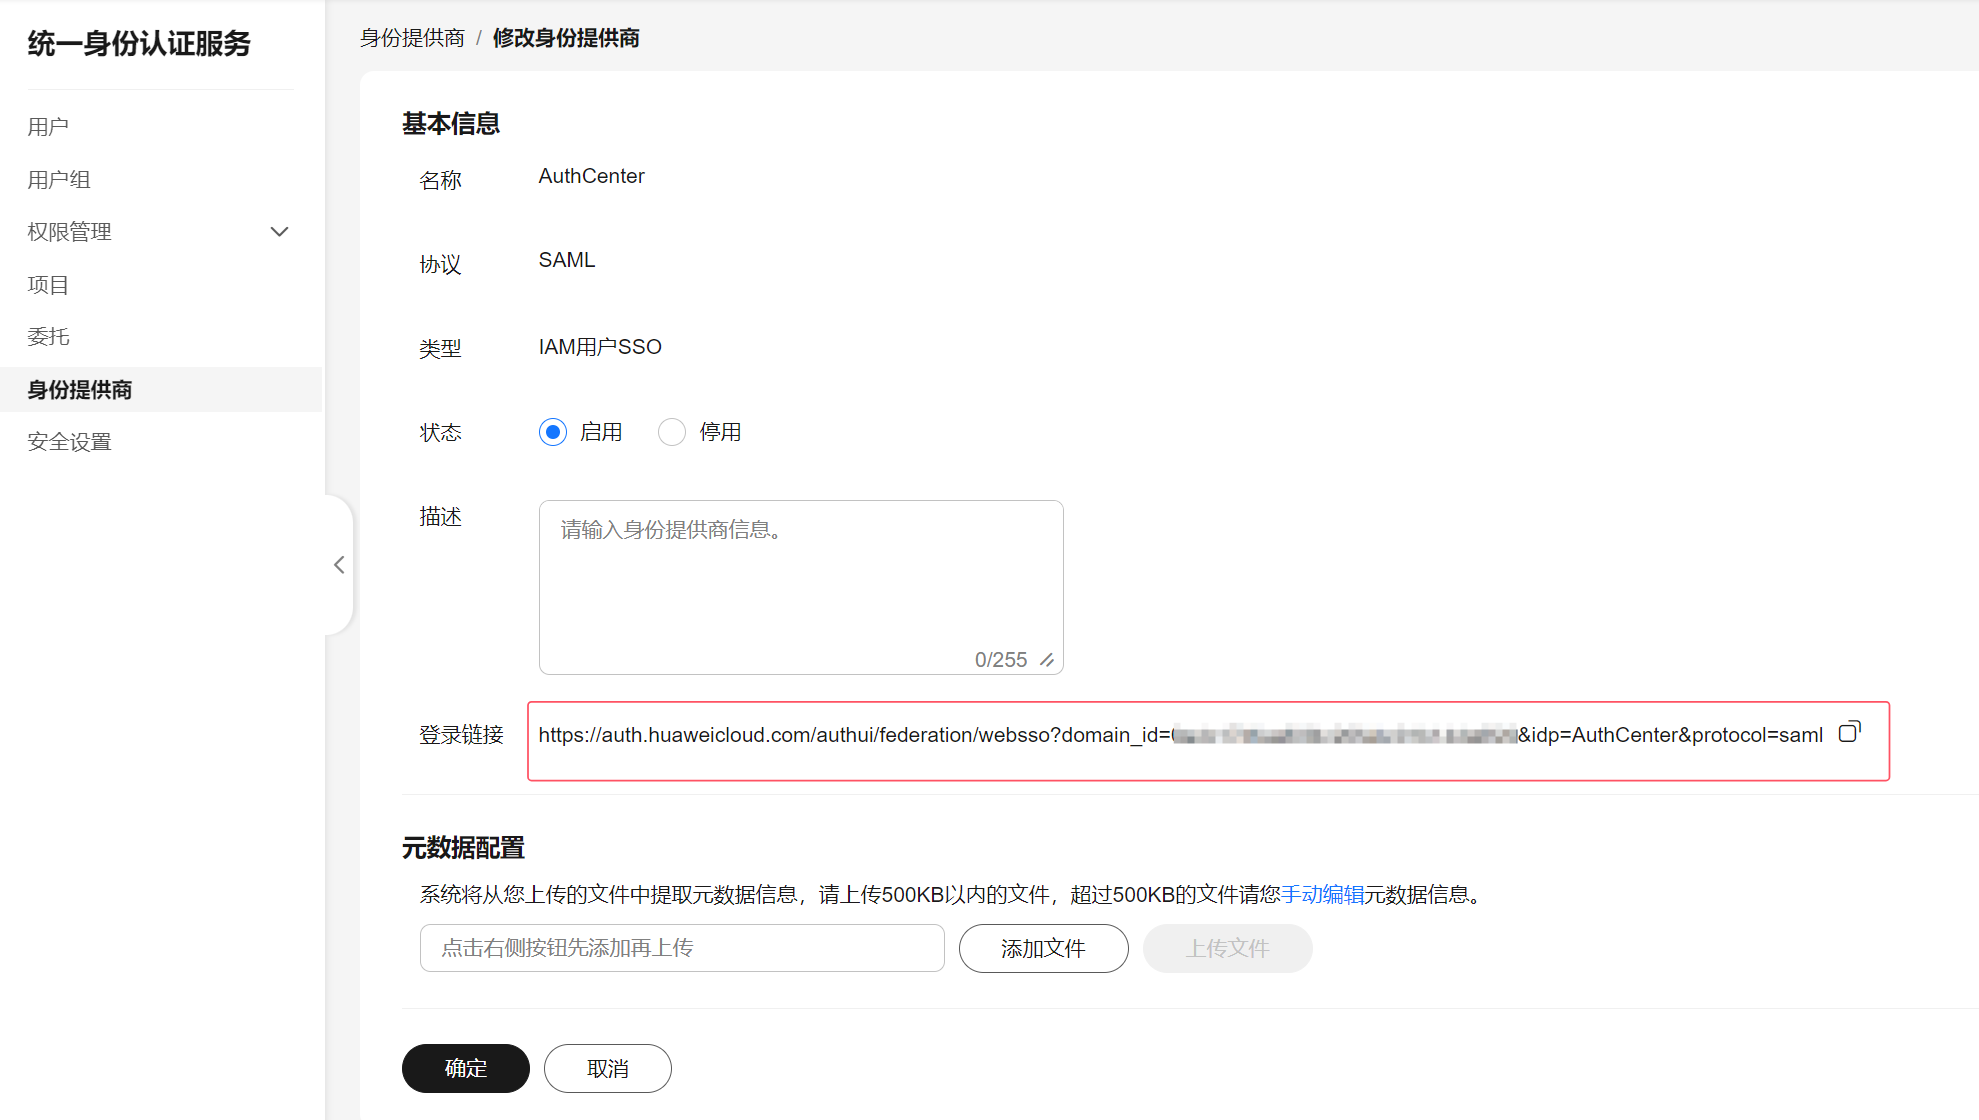 统一身份认证服务
用户
用户组
权限管理
项目
委托
身份提供商
安全设置
身份提供商 / 修改身份提供商
基本信息
名称 AuthCenter
协议 SAML
类型 IAM用户SSO
状态 启用 停用
描述 请输入身份提供商信息。
0/255
登录链接 https://auth.huaweicloud.com/authui/federation/websso?domain_id= &idp=AuthCenter&protocol=saml
元数据配置
系统将从您上传的文件中提取元数据信息，请上传500KB以内的文件，超过500KB的文件请您手动编辑元数据信息。
点击右侧按钮先添加再上传 添加文件 上传文件
确定 取消